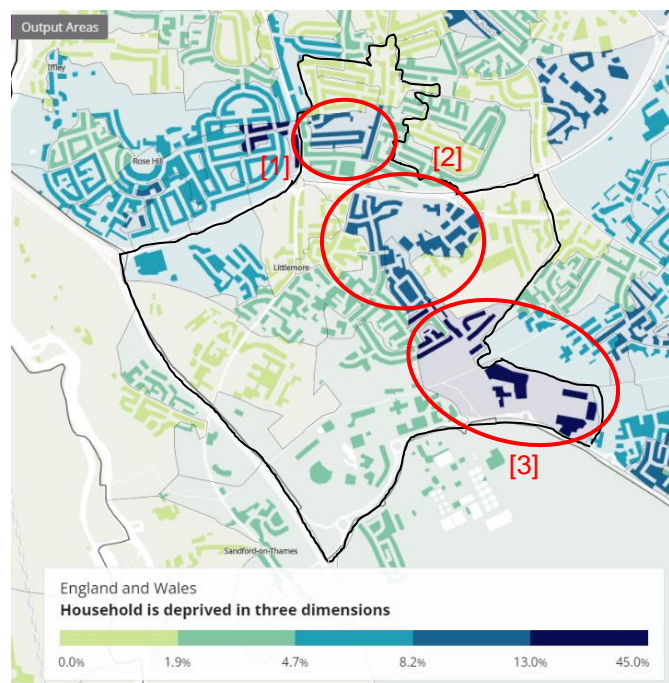 Output Areas
Iffley
[1]
[2]
Rose Hill
Littlemore
[3]
Sandford-on-Thames
England and Wales
Household is deprived in three dimensions
0.0% 1.9% 4.7% 8.2% 13.0% 45.0%